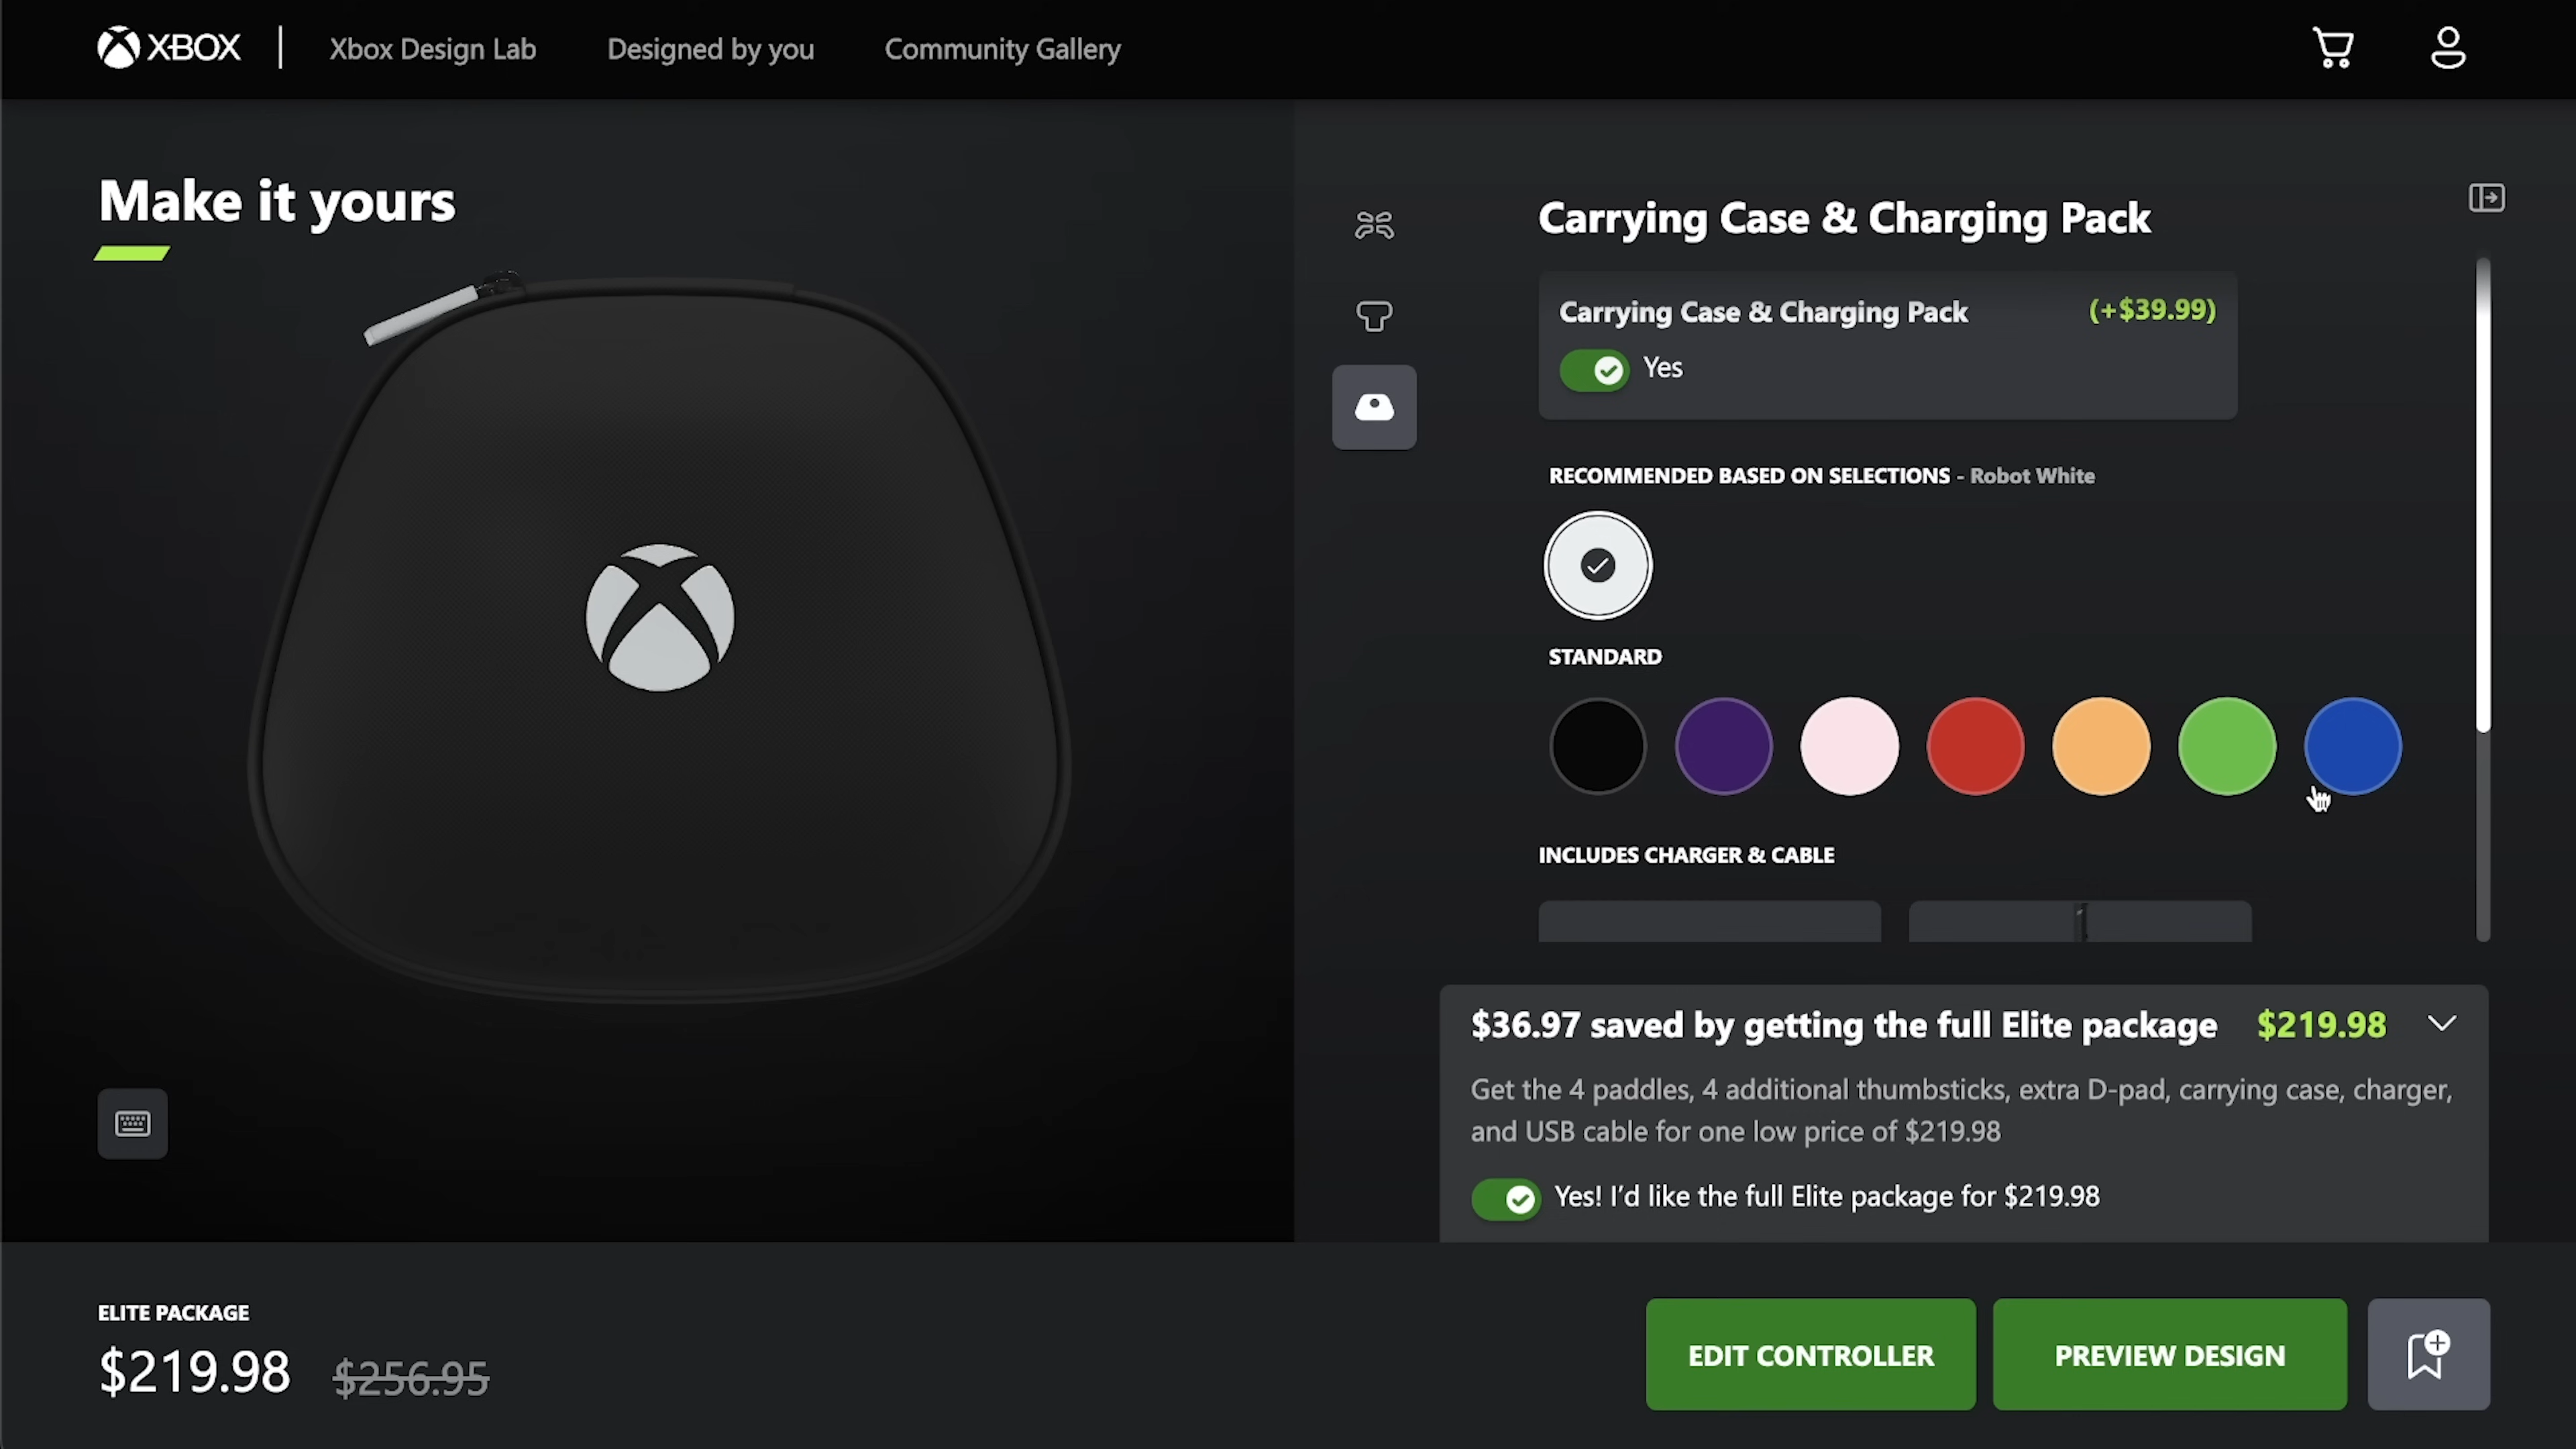 XBOX
Xbox Design Lab
Designed by you
Community Gallery
Make it yours
Carrying Case & Charging Pack
Carrying Case & Charging Pack (+$39.99)
Yes
RECOMMENDED BASED ON SELECTIONS - Robot White
STANDARD
INCLUDES CHARGER & CABLE
$36.97 saved by getting the full Elite package $219.98
Get the 4 paddles, 4 additional thumbsticks, extra D-pad, carrying case, charger,
and USB cable for one low price of $219.98
Yes! I’d like the full Elite package for $219.98
ELITE PACKAGE
$219.98 $256.95
EDIT CONTROLLER
PREVIEW DESIGN